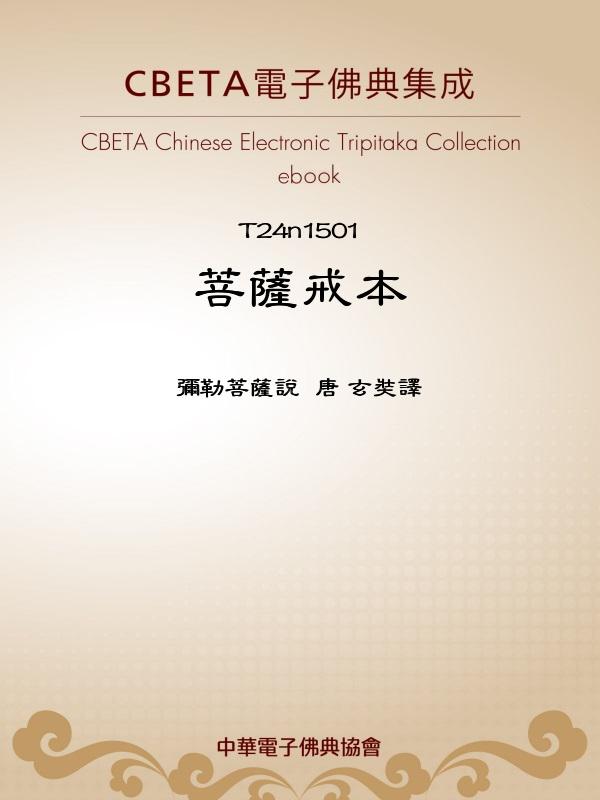 CBETA電子佛典集成
CBETA Chinese Electronic Tripitaka Collection
ebook
T24n1501
菩薩戒本
彌勒菩薩說 唐 玄奘譯
中華電子佛典協會